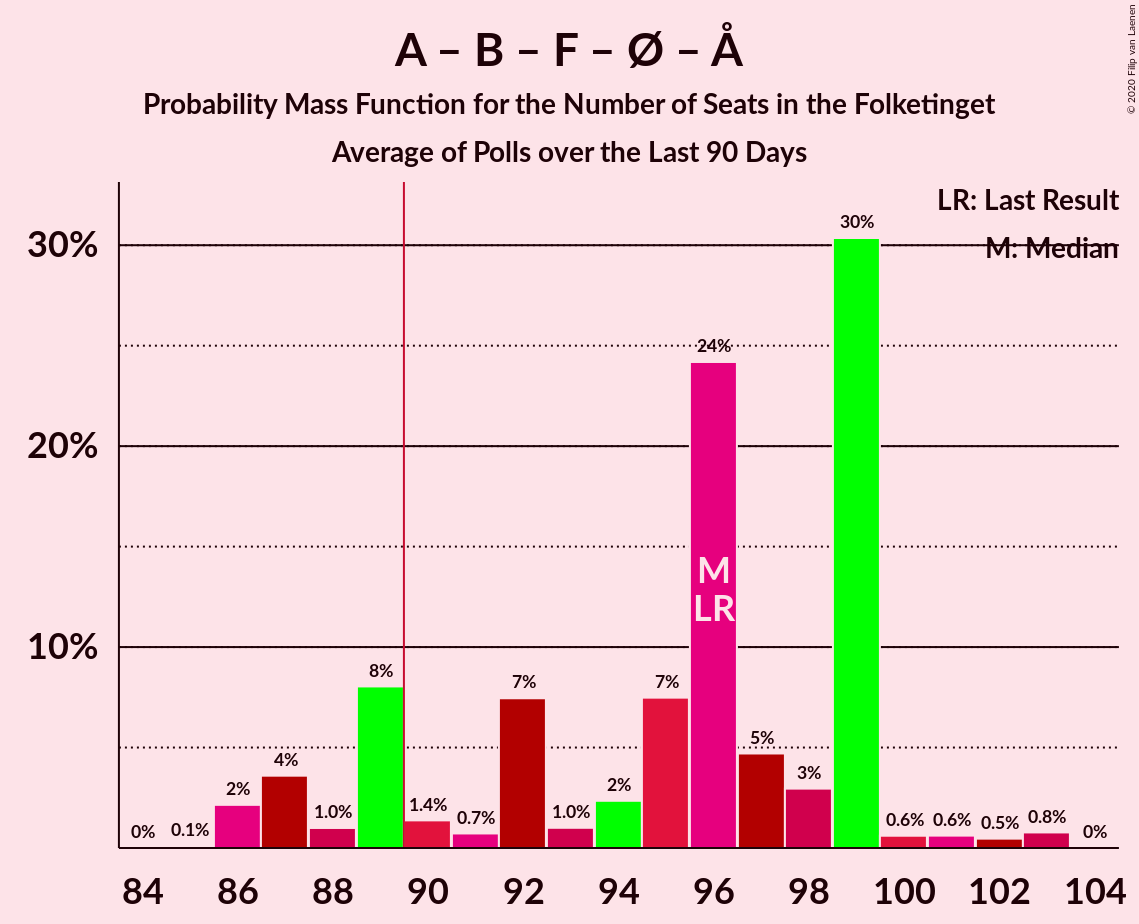 A – B – F – Ø – Å
Probability Mass Function for the Number of Seats in the Folketinget
Average of Polls over the Last 90 Days
© 2020 Filip van Laenen
LR: Last Result
M: Median
30%
20%
10%
0%
0.1%
2%
4%
1.0%
8%
1.4%
0.7%
7%
1.0%
2%
7%
24%
5%
3%
30%
0.6%
0.6%
0.5%
0.8%
0%
M
LR
84 86 88 90 92 94 96 98 100 102 104